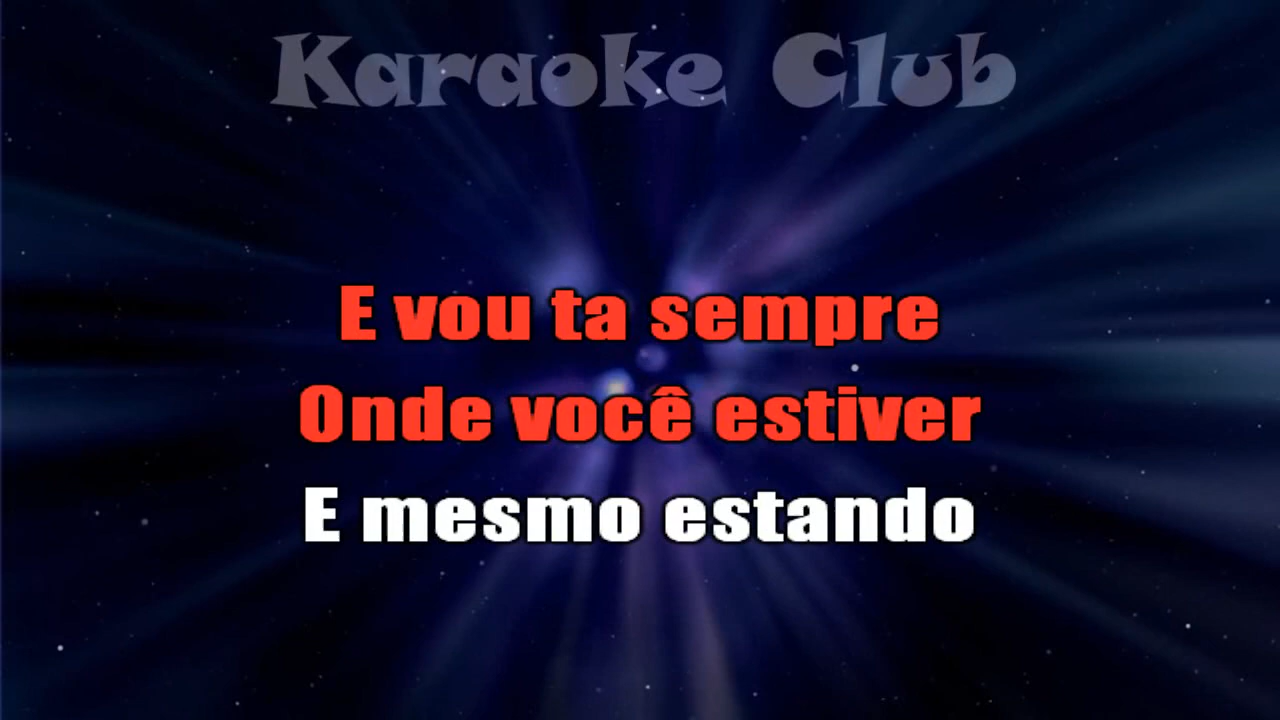 Karaoke Club
E vou ta sempre
Onde você estiver
E mesmo estando